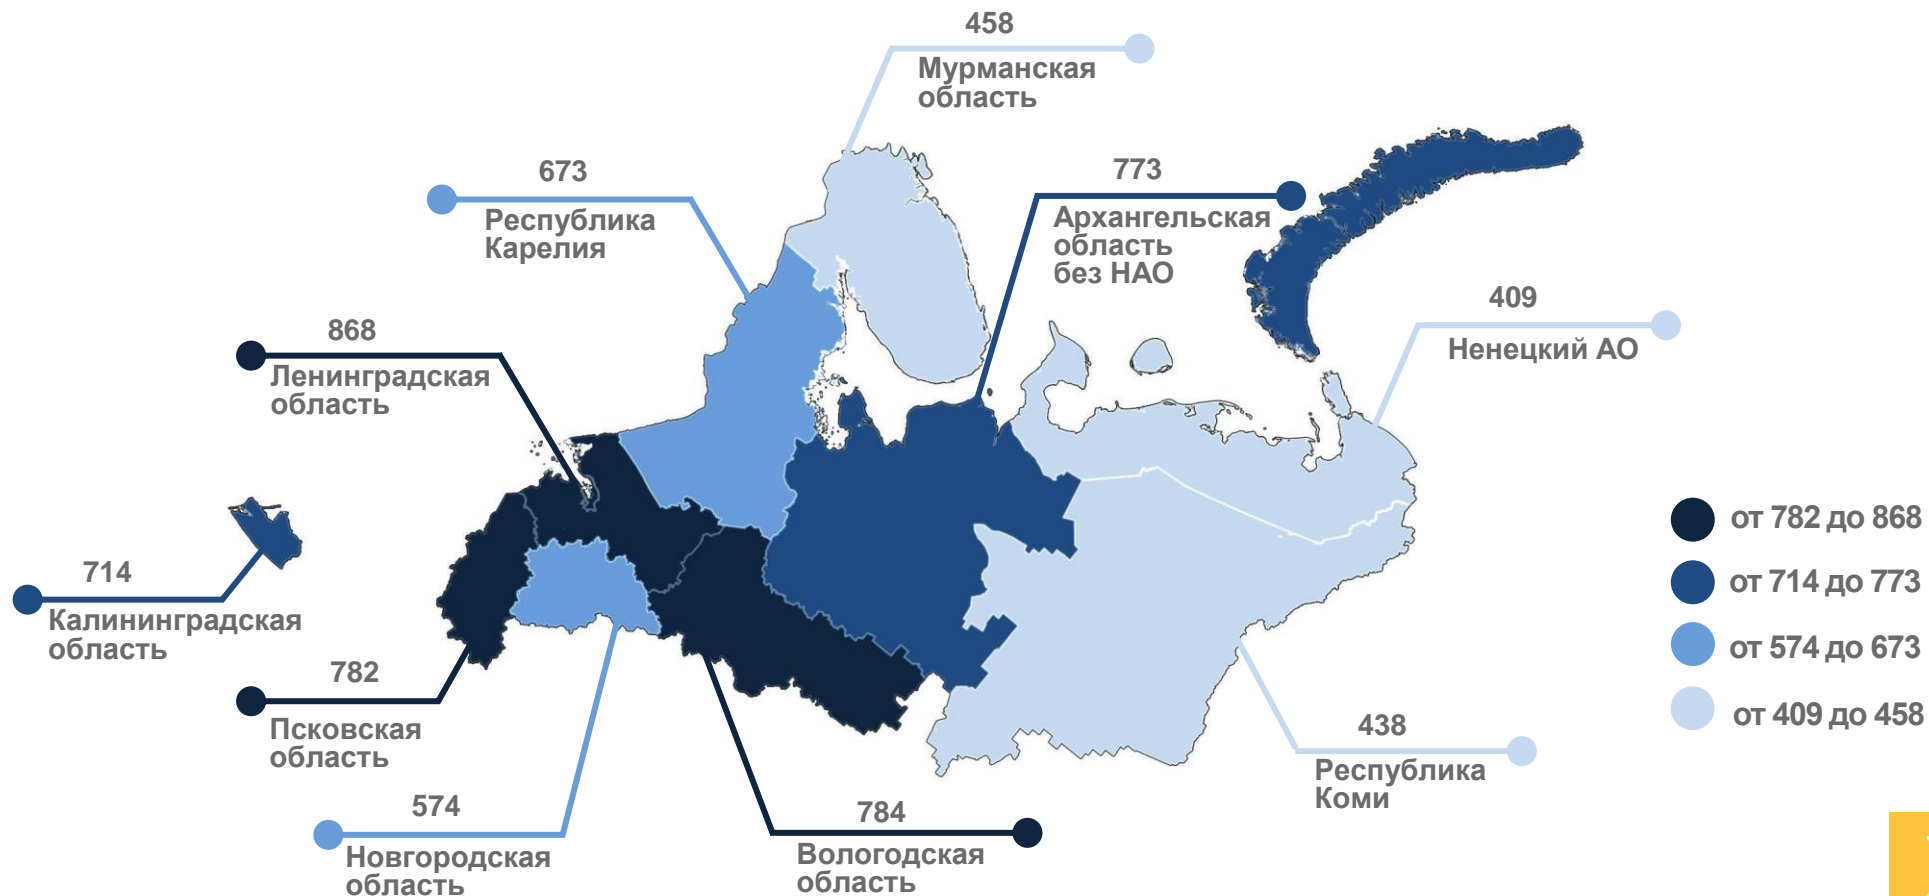 458
Мурманская
область
673
Республика
Карелия
773
Архангельская
область
без НАО
409
Ненецкий АО
868
Ленинградская
область
714
Калининградская
область
782
Псковская
область
574
Новгородская
область
784
Вологодская
область
438
Республика
Коми
от 782 до 868
от 714 до 773
от 574 до 673
от 409 до 458